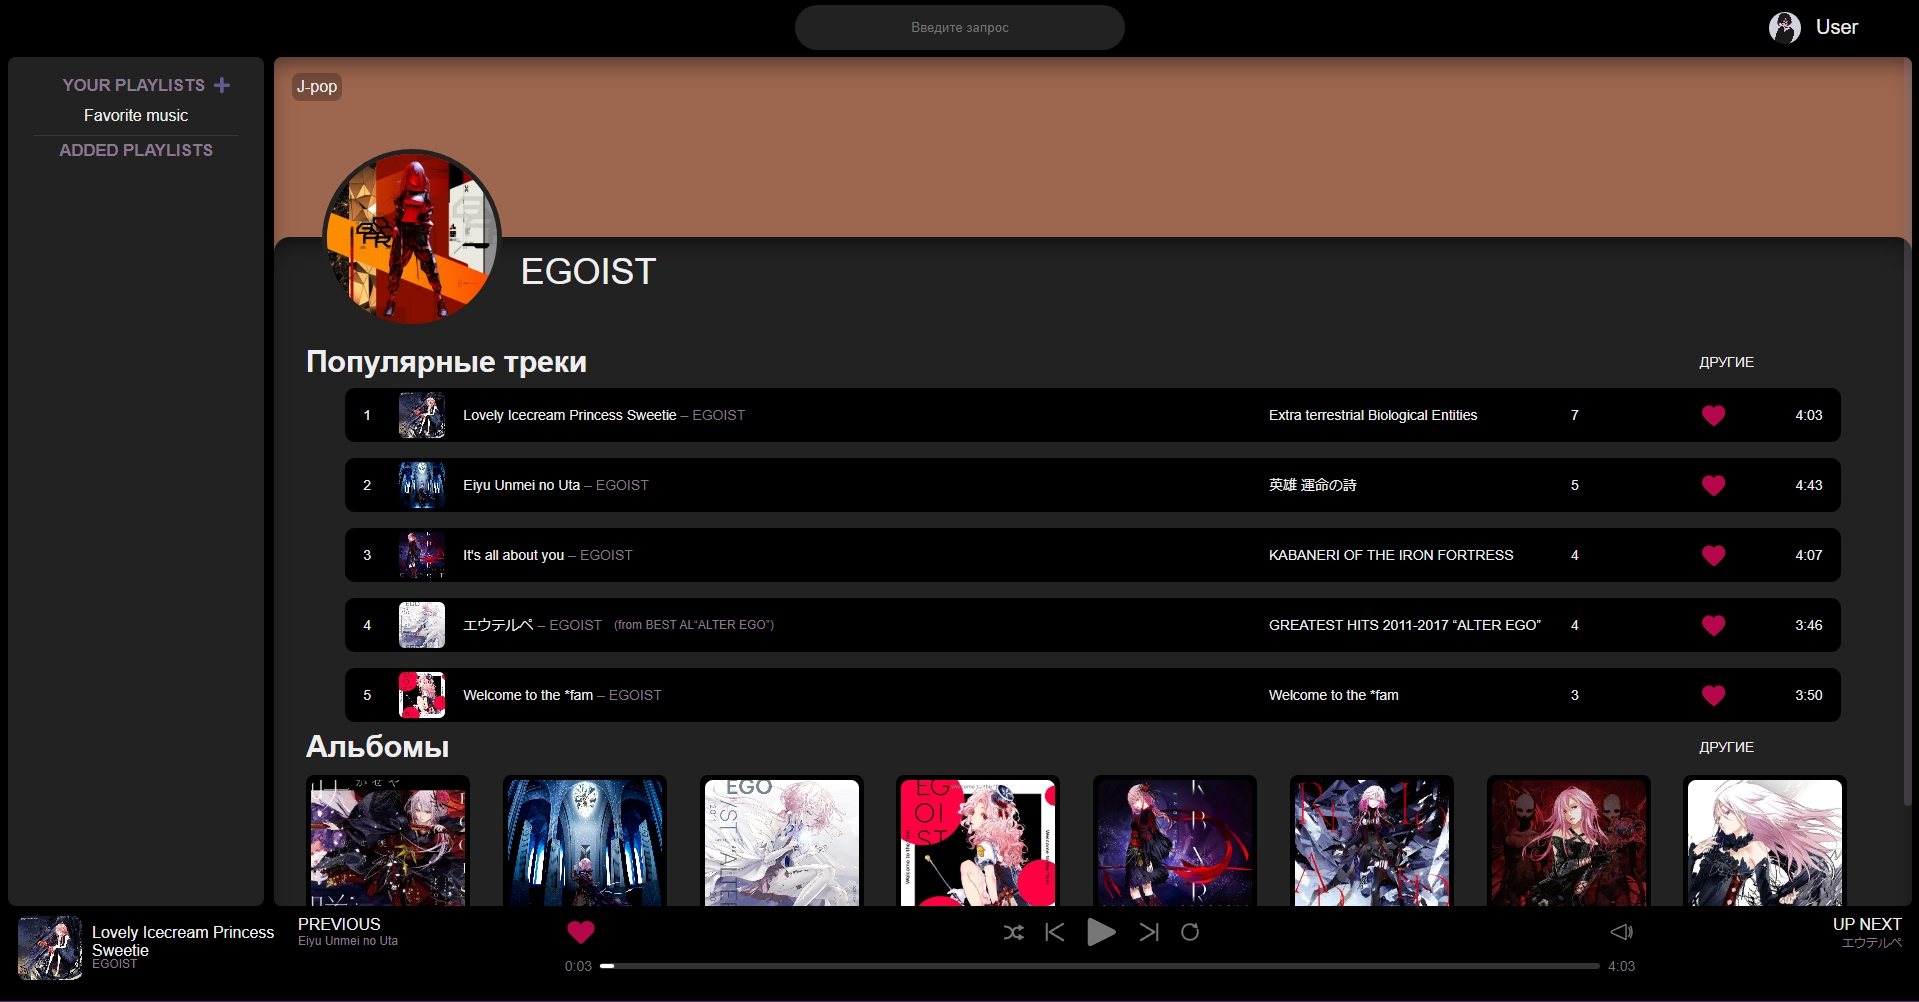 Введите запрос
User
YOUR PLAYLISTS
Favorite music
ADDED PLAYLISTS
J-pop
EGOIST
Популярные треки
ДРУГИЕ
1 Lovely Icecream Princess Sweetie – EGOIST Extra terrestrial Biological Entities 7 4:03
2 Eiyu Unmei no Uta – EGOIST 英雄 運命の詩 5 4:43
3 It's all about you – EGOIST KABANERI OF THE IRON FORTRESS 4 4:07
4 エウテルペ – EGOIST (from BEST AL“ALTER EGO”) GREATEST HITS 2011-2017 “ALTER EGO” 4 3:46
5 Welcome to the *fam – EGOIST Welcome to the *fam 3 3:50
Альбомы
ДРУГИЕ
EGO
EG
OI
ST
Lovely Icecream Princess
Sweetie
EGOIST
PREVIOUS
Eiyu Unmei no Uta
0:03
4:03
UP NEXT
エウテルペ